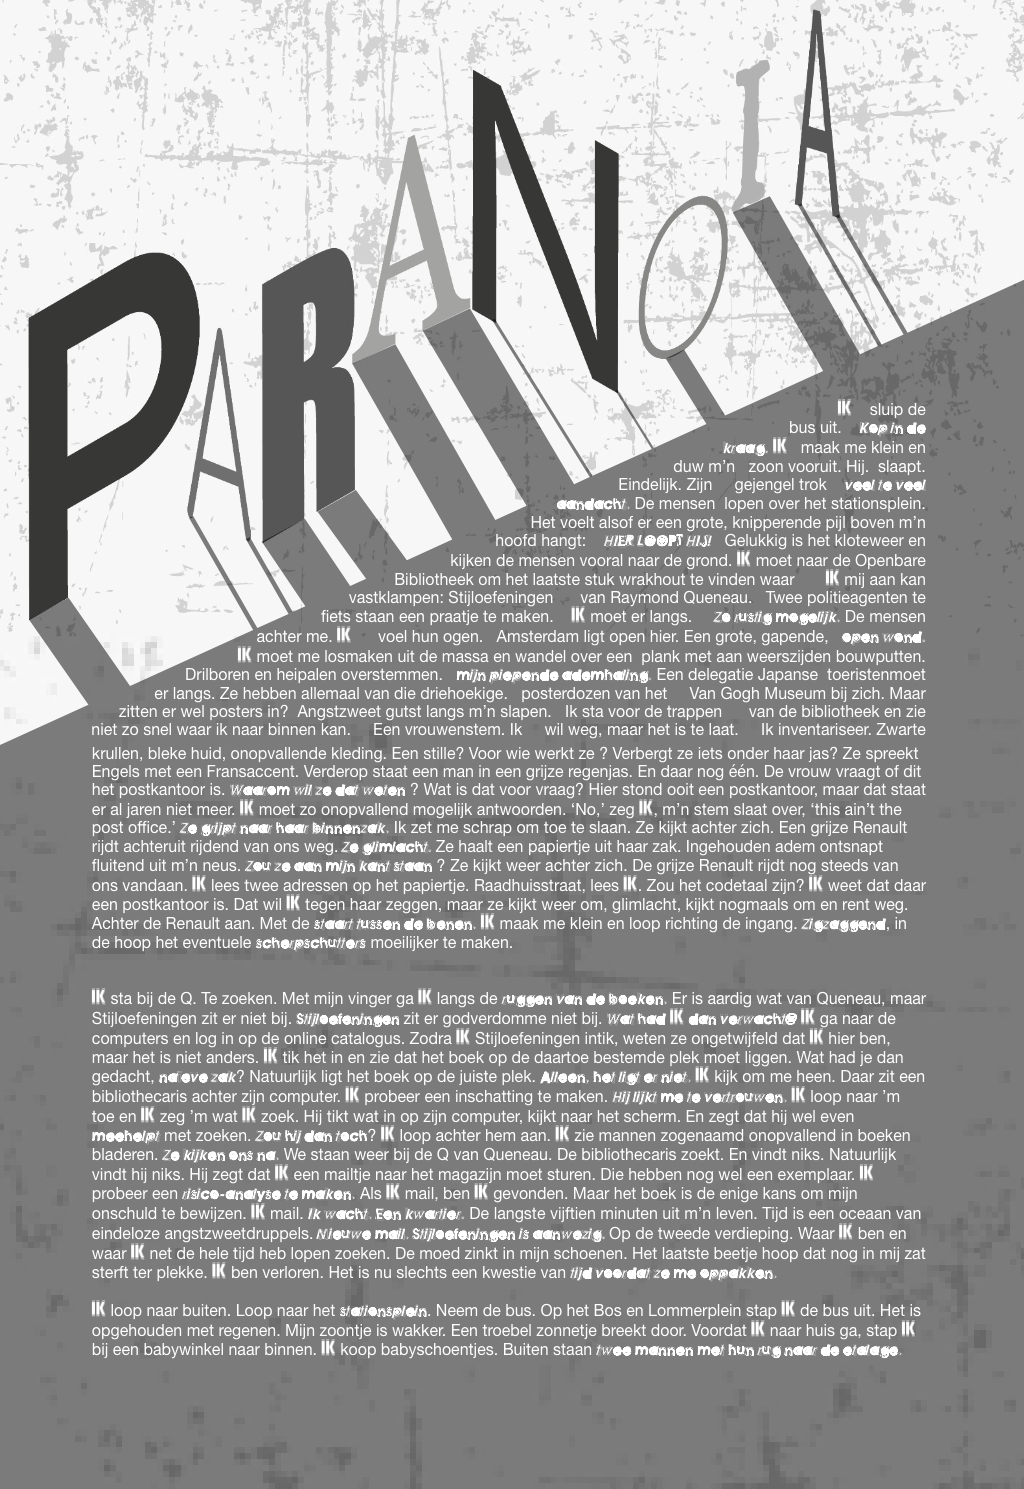 PARANOIA
IK sluip de
bus uit. Kop in de
kraag. IK maak me klein en
duw m'n zoon vooruit. Hij. slaapt.
Eindelijk. Zijn gejengel trok veel te veel
aandacht. De mensen lopen over het stationsplein.
Het voelt alsof er een grote, knipperende pijl boven m'n
hoofd hangt: HIER LOOPT HIJ! Gelukkig is het kloteweer en
kijken de mensen vooral naar de grond. IK moet naar de Openbare
Bibliotheek om het laatste stuk wrakhout te vinden waar IK mij aan kan
vastklampen: Stijloefeningen van Raymond Queneau. Twee politieagenten te
fiets staan een praatje te maken. IK moet er langs. Zo rustig mogelijk. De mensen
achter me. IK voel hun ogen. Amsterdam ligt open hier. Een grote, gapende, open wond.
IK moet me losmaken uit de massa en wandel over een plank met aan weerszijden bouwputten.
Drilboren en heipalen overstemmen. mijn piepende ademhaling. Een delegatie Japanse toeristenmoet
er langs. Ze hebben allemaal van die driehoekige. posterdozen van het Van Gogh Museum bij zich. Maar
zitten er wel posters in? Angstzweet gutst langs m'n slapen. Ik sta voor de trappen van de bibliotheek en zie
niet zo snel waar ik naar binnen kan. Een vrouwenstem. Ik wil weg, maar het is te laat. Ik inventariseer. Zwarte
krullen, bleke huid, onopvallende kleding. Een stille? Voor wie werkt ze ? Verbergt ze iets onder haar jas? Ze spreekt
Engels met een Fransaccent. Verderop staat een man in een grijze regenjas. En daar nog één. De vrouw vraagt of dit
het postkantoor is. Waarom wil ze dat weten ? Wat is dat voor vraag? Hier stond ooit een postkantoor, maar dat staat
er al jaren niet meer. IK moet zo onopvallend mogelijk antwoorden. ‘No,’ zeg IK, m'n stem slaat over, ‘this ain't the
post office.’ Ze grijpt naar haar binnenzak. Ik zet me schrap om toe te slaan. Ze kijkt achter zich. Een grijze Renault
rijdt achteruit rijdend van ons weg. Ze glimlacht. Ze haalt een papiertje uit haar zak. Ingehouden adem ontsnapt
fluitend uit m'n neus. Zou ze aan mijn kant staan ? Ze kijkt weer achter zich. De grijze Renault rijdt nog steeds van
ons vandaan. IK lees twee adressen op het papiertje. Raadhuisstraat, lees IK. Zou het codetaal zijn? IK weet dat daar
een postkantoor is. Dat wil IK tegen haar zeggen, maar ze kijkt weer om, glimlacht, kijkt nogmaals om en rent weg.
Achter de Renault aan. Met de staart tussen de benen. IK maak me klein en loop richting de ingang. Zigzaggend, in
de hoop het eventuele scherpschutters moeilijker te maken.
IK sta bij de Q. Te zoeken. Met mijn vinger ga IK langs de ruggen van de boeken. Er is aardig wat van Queneau, maar
Stijloefeningen zit er niet bij. Stijloefeningen zit er godverdomme niet bij. Wat had IK dan verwacht? IK ga naar de
computers en log in op de online catalogus. Zodra IK Stijloefeningen intik, weten ze ongetwijfeld dat IK hier ben,
maar het is niet anders. IK tik het in en zie dat het boek op de daartoe bestemde plek moet liggen. Wat had je dan
gedacht, naïeve zak? Natuurlijk ligt het boek op de juiste plek. Alleen, het ligt er niet. IK kijk om me heen. Daar zit een
bibliothecaris achter zijn computer. IK probeer een inschatting te maken. Hij lijkt me te vertrouwen. IK loop naar 'm
toe en IK zeg 'm wat IK zoek. Hij tikt wat in op zijn computer, kijkt naar het scherm. En zegt dat hij wel even
meehelpt met zoeken. Zou hij dan toch? IK loop achter hem aan. IK zie mannen zogenaamd onopvallend in boeken
bladeren. Ze kijken ons na. We staan weer bij de Q van Queneau. De bibliothecaris zoekt. En vindt niks. Natuurlijk
vindt hij niks. Hij zegt dat IK een mailtje naar het magazijn moet sturen. Die hebben nog wel een exemplaar. IK
probeer een risico-analyse te maken. Als IK mail, ben IK gevonden. Maar het boek is de enige kans om mijn
onschuld te bewijzen. IK mail. Ik wacht. Een kwartier. De langste vijftien minuten uit m'n leven. Tijd is een oceaan van
eindeloze angstzweetdruppels. Nieuwe mail. Stijloefeningen is aanwezig. Op de tweede verdieping. Waar IK ben en
waar IK net de hele tijd heb lopen zoeken. De moed zinkt in mijn schoenen. Het laatste beetje hoop dat nog in mij zat
sterft ter plekke. IK ben verloren. Het is nu slechts een kwestie van tijd voordat ze me oppakken.
IK loop naar buiten. Loop naar het stationsplein. Neem de bus. Op het Bos en Lommerplein stap IK de bus uit. Het is
opgehouden met regenen. Mijn zoontje is wakker. Een troebel zonnetje breekt door. Voordat IK naar huis ga, stap IK
bij een babywinkel naar binnen. IK koop babyschoentjes. Buiten staan twee mannen met hun rug naar de etalage.